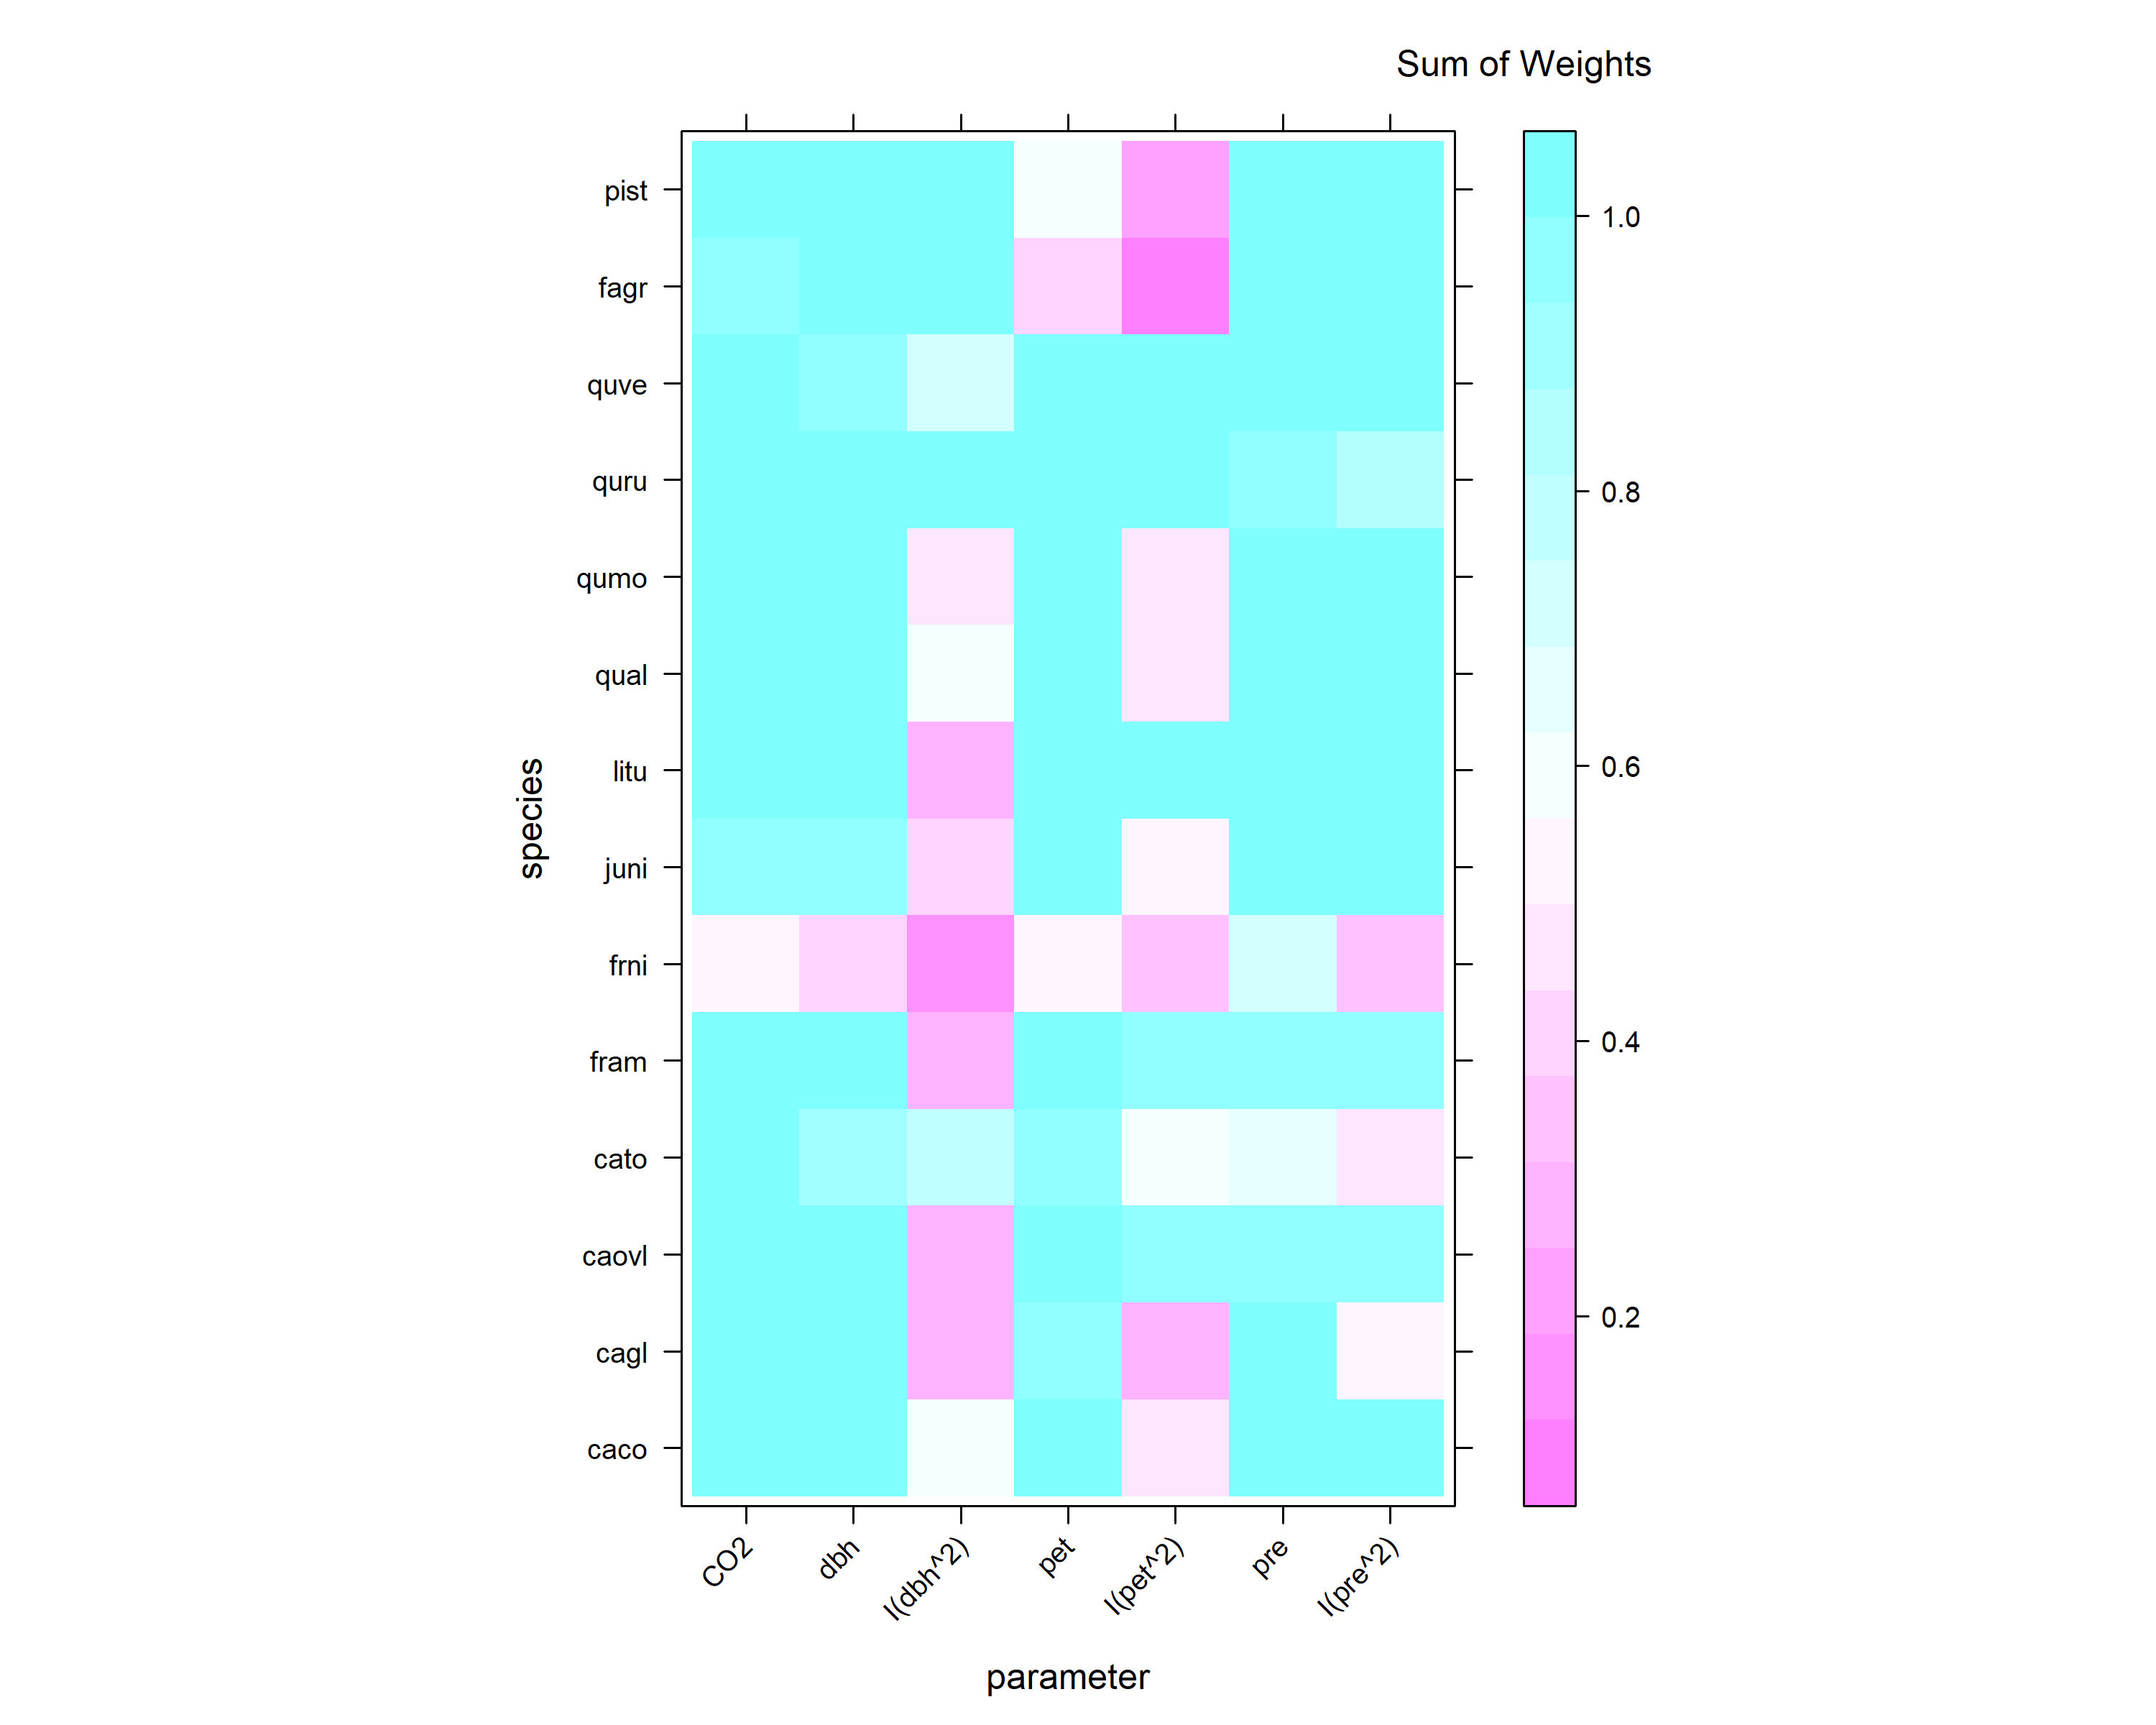 Sum of Weights
pist
fagr
quve
quru
qumo
qual
litu
juni
frni
fram
cato
caovl
cagl
caco
species
1.0
0.8
0.6
0.4
0.2
CO2
dbh
I(dbh^2)
pet
I(pet^2)
pre
I(pre^2)
parameter